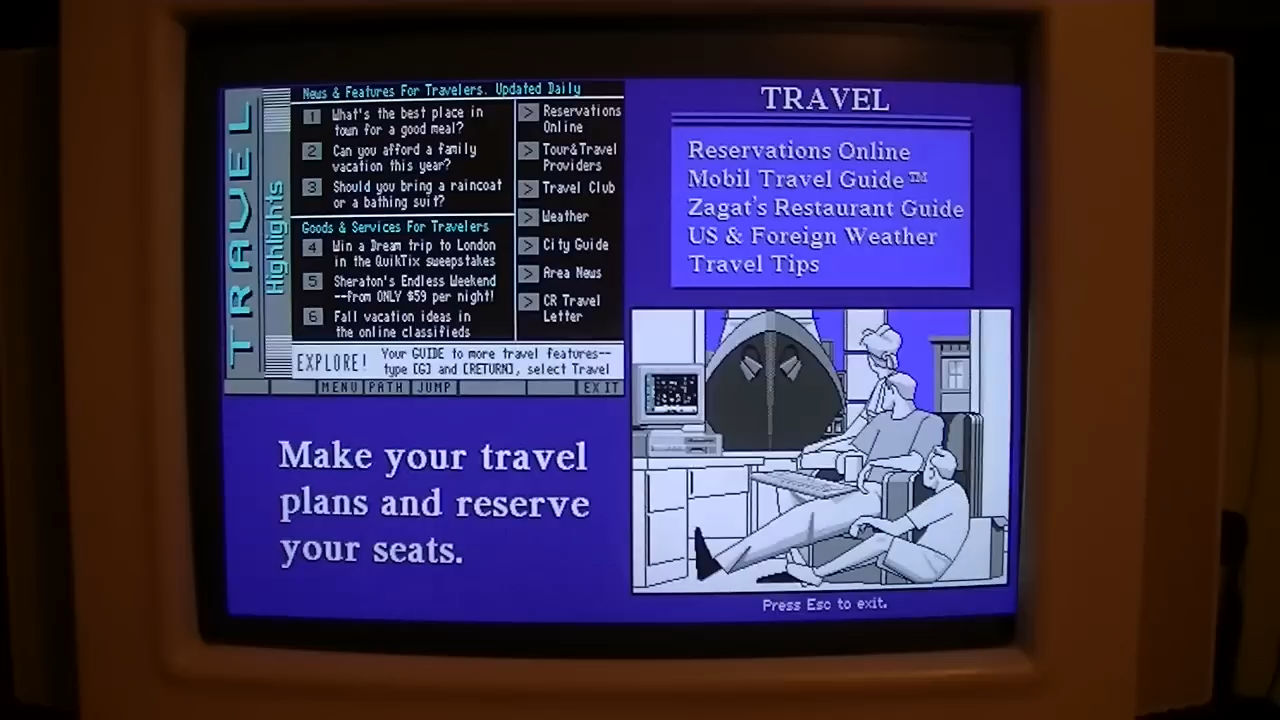 TRAVEL
Highlights
News & Features For Travelers. Updated Daily
1 What's the best place in
town for a good meal?
2 Can you afford a family
vacation this year?
3 Should you bring a raincoat
or a bathing suit?
Goods & Services For Travelers
4 Win a Dream trip to London
in the QuikTix sweepstakes
5 Sheraton's Endless Weekend
--from ONLY $59 per night!
6 Fall vacation ideas in
the online classifieds
> Reservations
Online
> Tour&Travel
Providers
> Travel Club
> Weather
> City Guide
> Area News
> CR Travel
Letter
EXPLORE! Your GUIDE to more travel features--
type [G] and [RETURN], select Travel
MENU PATH JUMP EXIT
TRAVEL
Reservations Online
Mobil Travel Guide™
Zagat's Restaurant Guide
US & Foreign Weather
Travel Tips
Make your travel
plans and reserve
your seats.
Press Esc to exit.